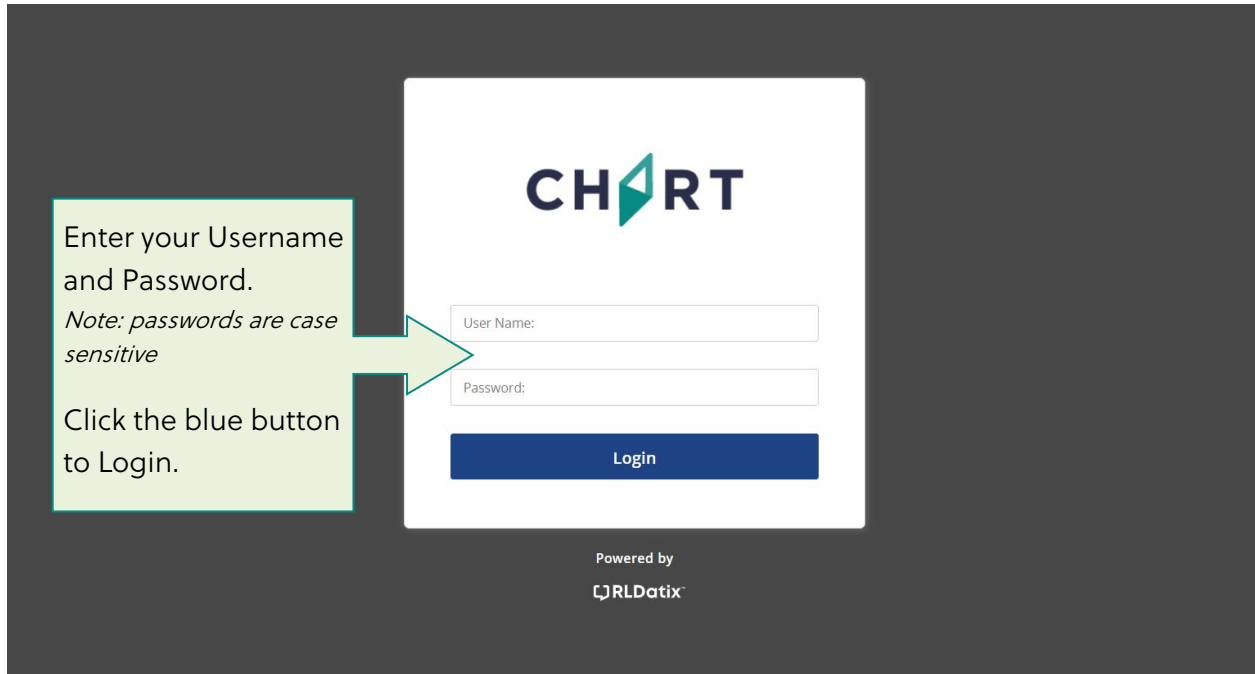 CHART
Enter your Username
and Password.
Note: passwords are case
sensitive
Click the blue button
to Login.
User Name:
Password:
Login
Powered by
RLDatix